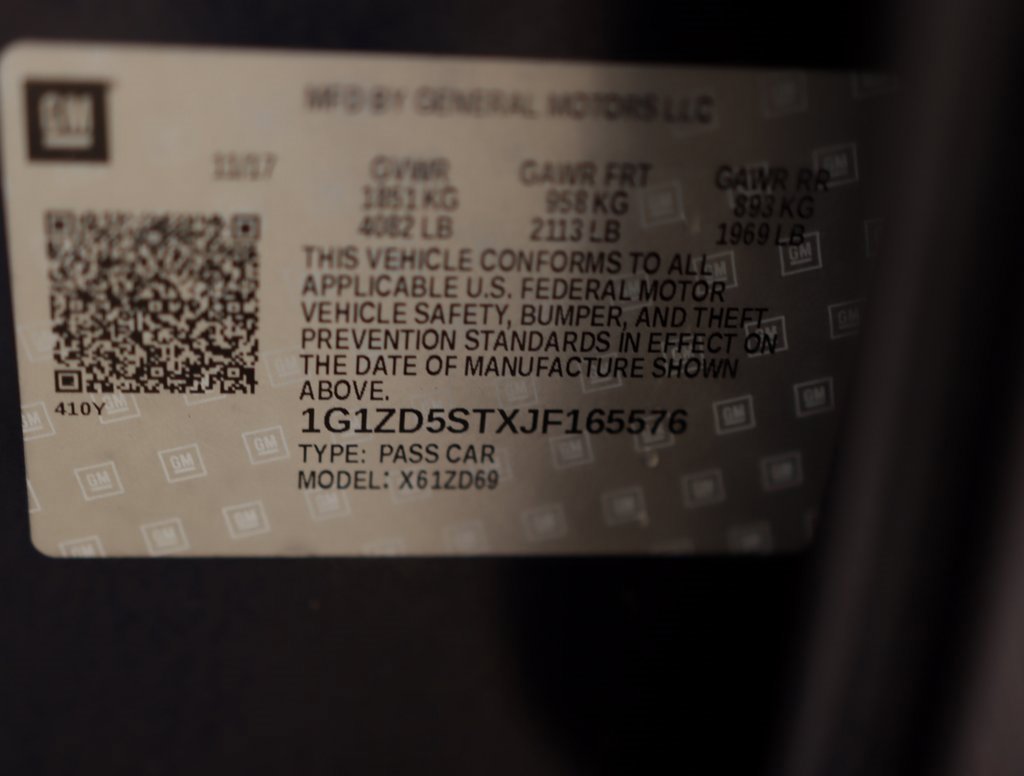 GM
MFD BY GENERAL MOTORS LLC
11/17 GVWR GAWR FRT GAWR RR
1851 KG 958 KG 893 KG
4082 LB 2113 LB 1969 LB
THIS VEHICLE CONFORMS TO ALL
APPLICABLE U.S. FEDERAL MOTOR
VEHICLE SAFETY, BUMPER, AND THEFT
PREVENTION STANDARDS IN EFFECT ON
THE DATE OF MANUFACTURE SHOWN
ABOVE.
410Y
1G1ZD5STXJF165576
TYPE: PASS CAR
MODEL: X61ZD69